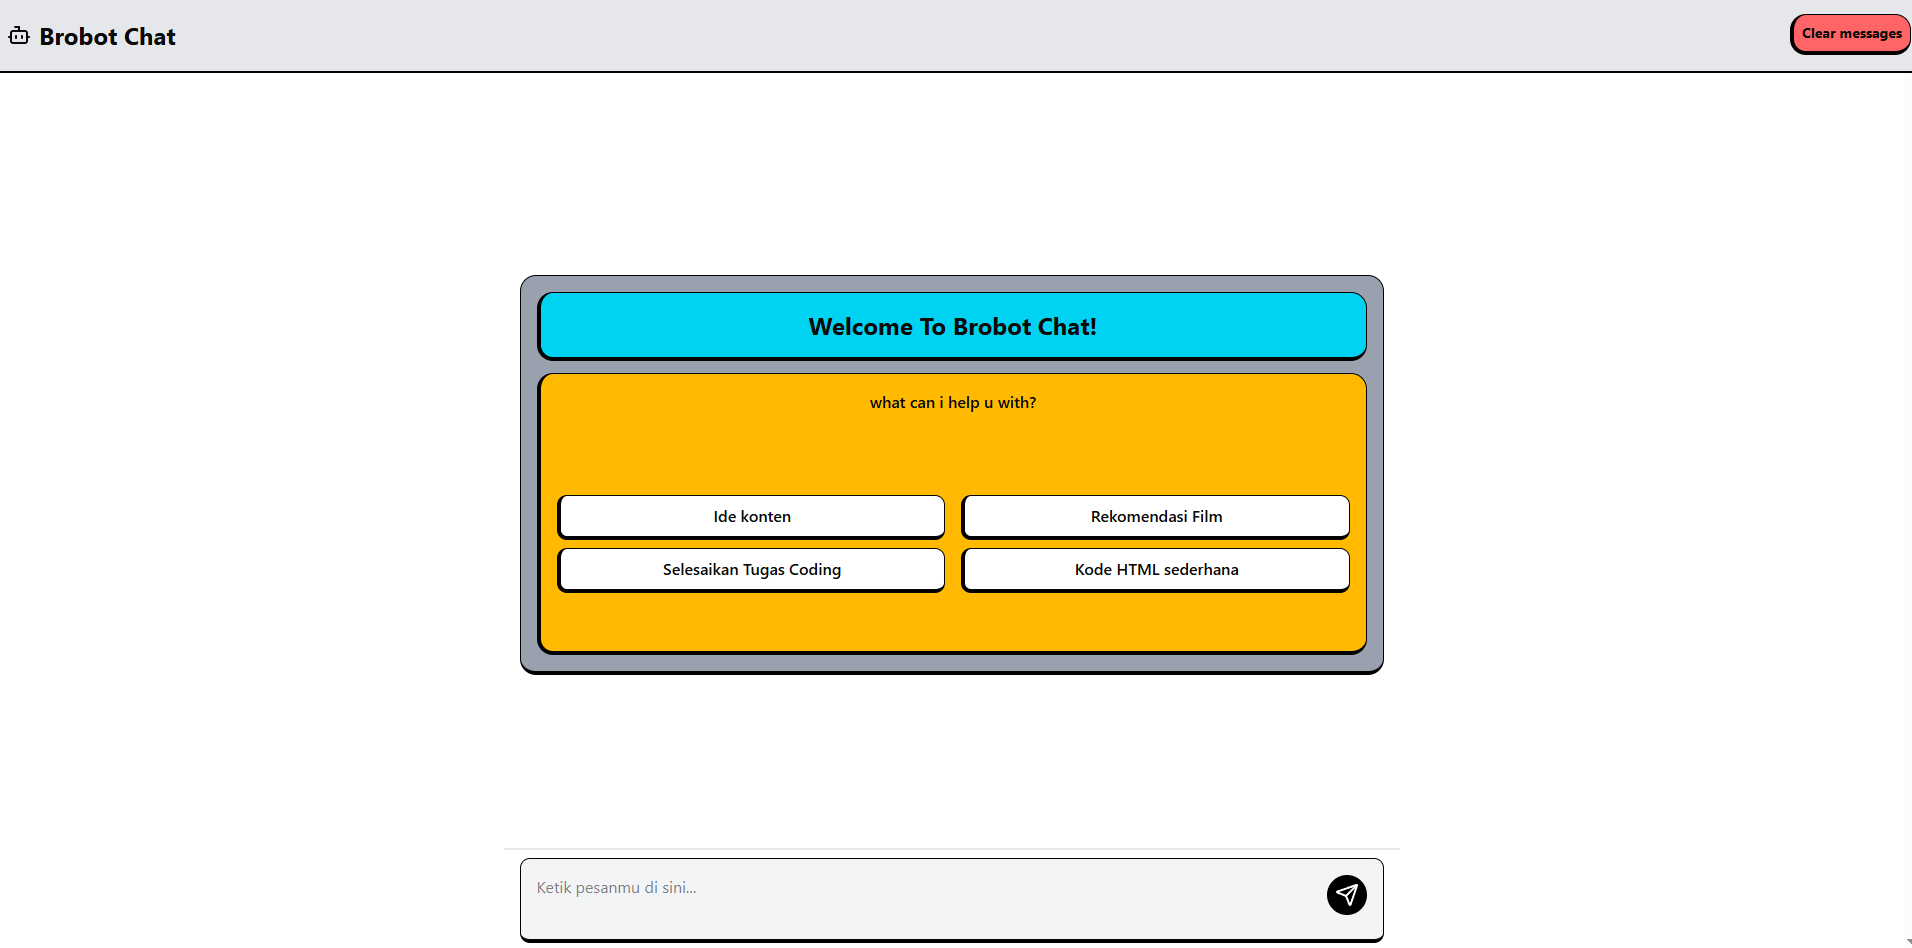 Brobot Chat
Clear messages
Welcome To Brobot Chat!
what can i help u with?
Ide konten
Rekomendasi Film
Selesaikan Tugas Coding
Kode HTML sederhana
Ketik pesanmu di sini...